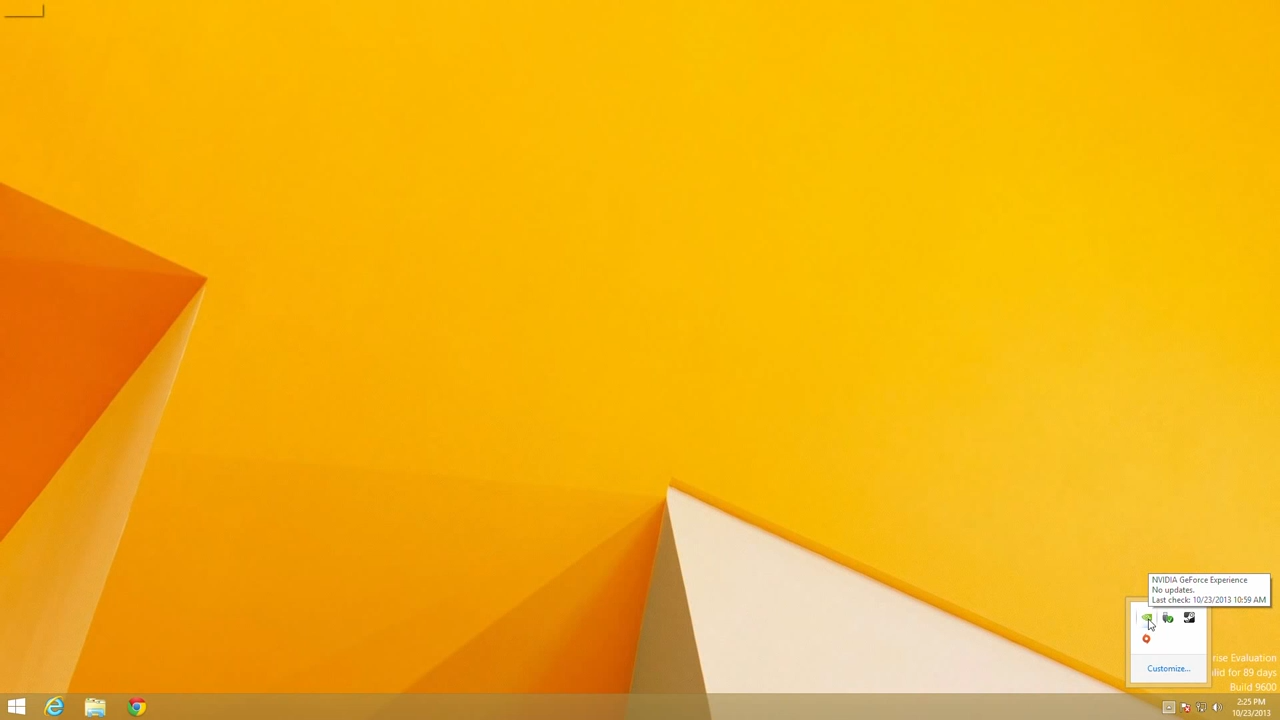 NVIDIA GeForce Experience
No updates.
Last check: 10/23/2013 10:59 AM
Customize...
rise Evaluation
lid for 89 days
Build 9600
2:25 PM
10/23/2013